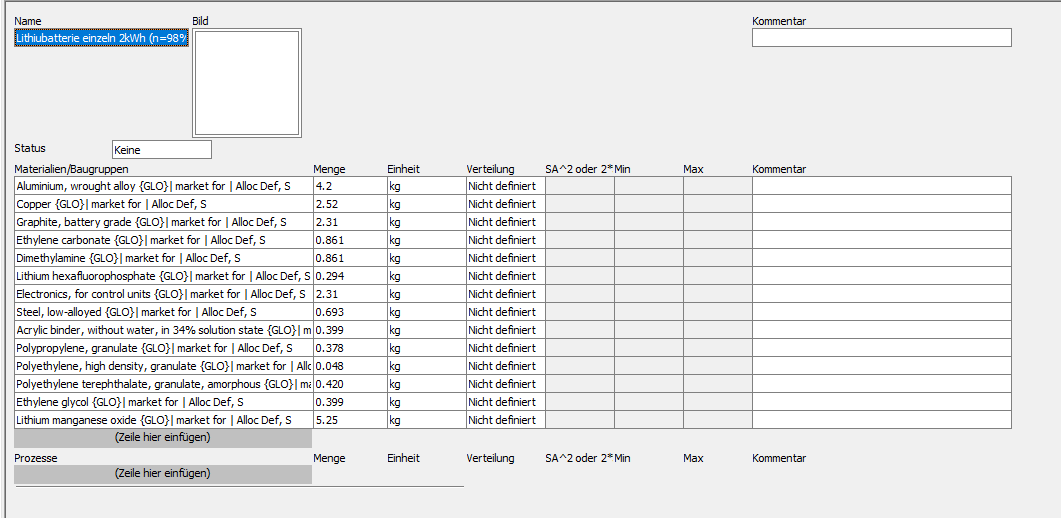 Name Bild Kommentar
Lithiubatterie einzeln 2kWh (n=98%
Status Keine
Materialien/Baugruppen Menge Einheit Verteilung SA^2 oder 2* Min Max Kommentar
Aluminium, wrought alloy {GLO}| market for | Alloc Def, S 4.2 kg Nicht definiert
Copper {GLO}| market for | Alloc Def, S 2.52 kg Nicht definiert
Graphite, battery grade {GLO}| market for | Alloc Def, S 2.31 kg Nicht definiert
Ethylene carbonate {GLO}| market for | Alloc Def, S 0.861 kg Nicht definiert
Dimethylamine {GLO}| market for | Alloc Def, S 0.861 kg Nicht definiert
Lithium hexafluorophosphate {GLO}| market for | Alloc Def, S 0.294 kg Nicht definiert
Electronics, for control units {GLO}| market for | Alloc Def, S 2.31 kg Nicht definiert
Steel, low-alloyed {GLO}| market for | Alloc Def, S 0.693 kg Nicht definiert
Acrylic binder, without water, in 34% solution state {GLO}| m 0.399 kg Nicht definiert
Polypropylene, granulate {GLO}| market for | Alloc Def, S 0.378 kg Nicht definiert
Polyethylene, high density, granulate {GLO}| market for | Allc 0.048 kg Nicht definiert
Polyethylene terephthalate, granulate, amorphous {GLO}| ma 0.420 kg Nicht definiert
Ethylene glycol {GLO}| market for | Alloc Def, S 0.399 kg Nicht definiert
Lithium manganese oxide {GLO}| market for | Alloc Def, S 5.25 kg Nicht definiert
(Zeile hier einfügen)
Prozesse Menge Einheit Verteilung SA^2 oder 2* Min Max Kommentar
(Zeile hier einfügen)